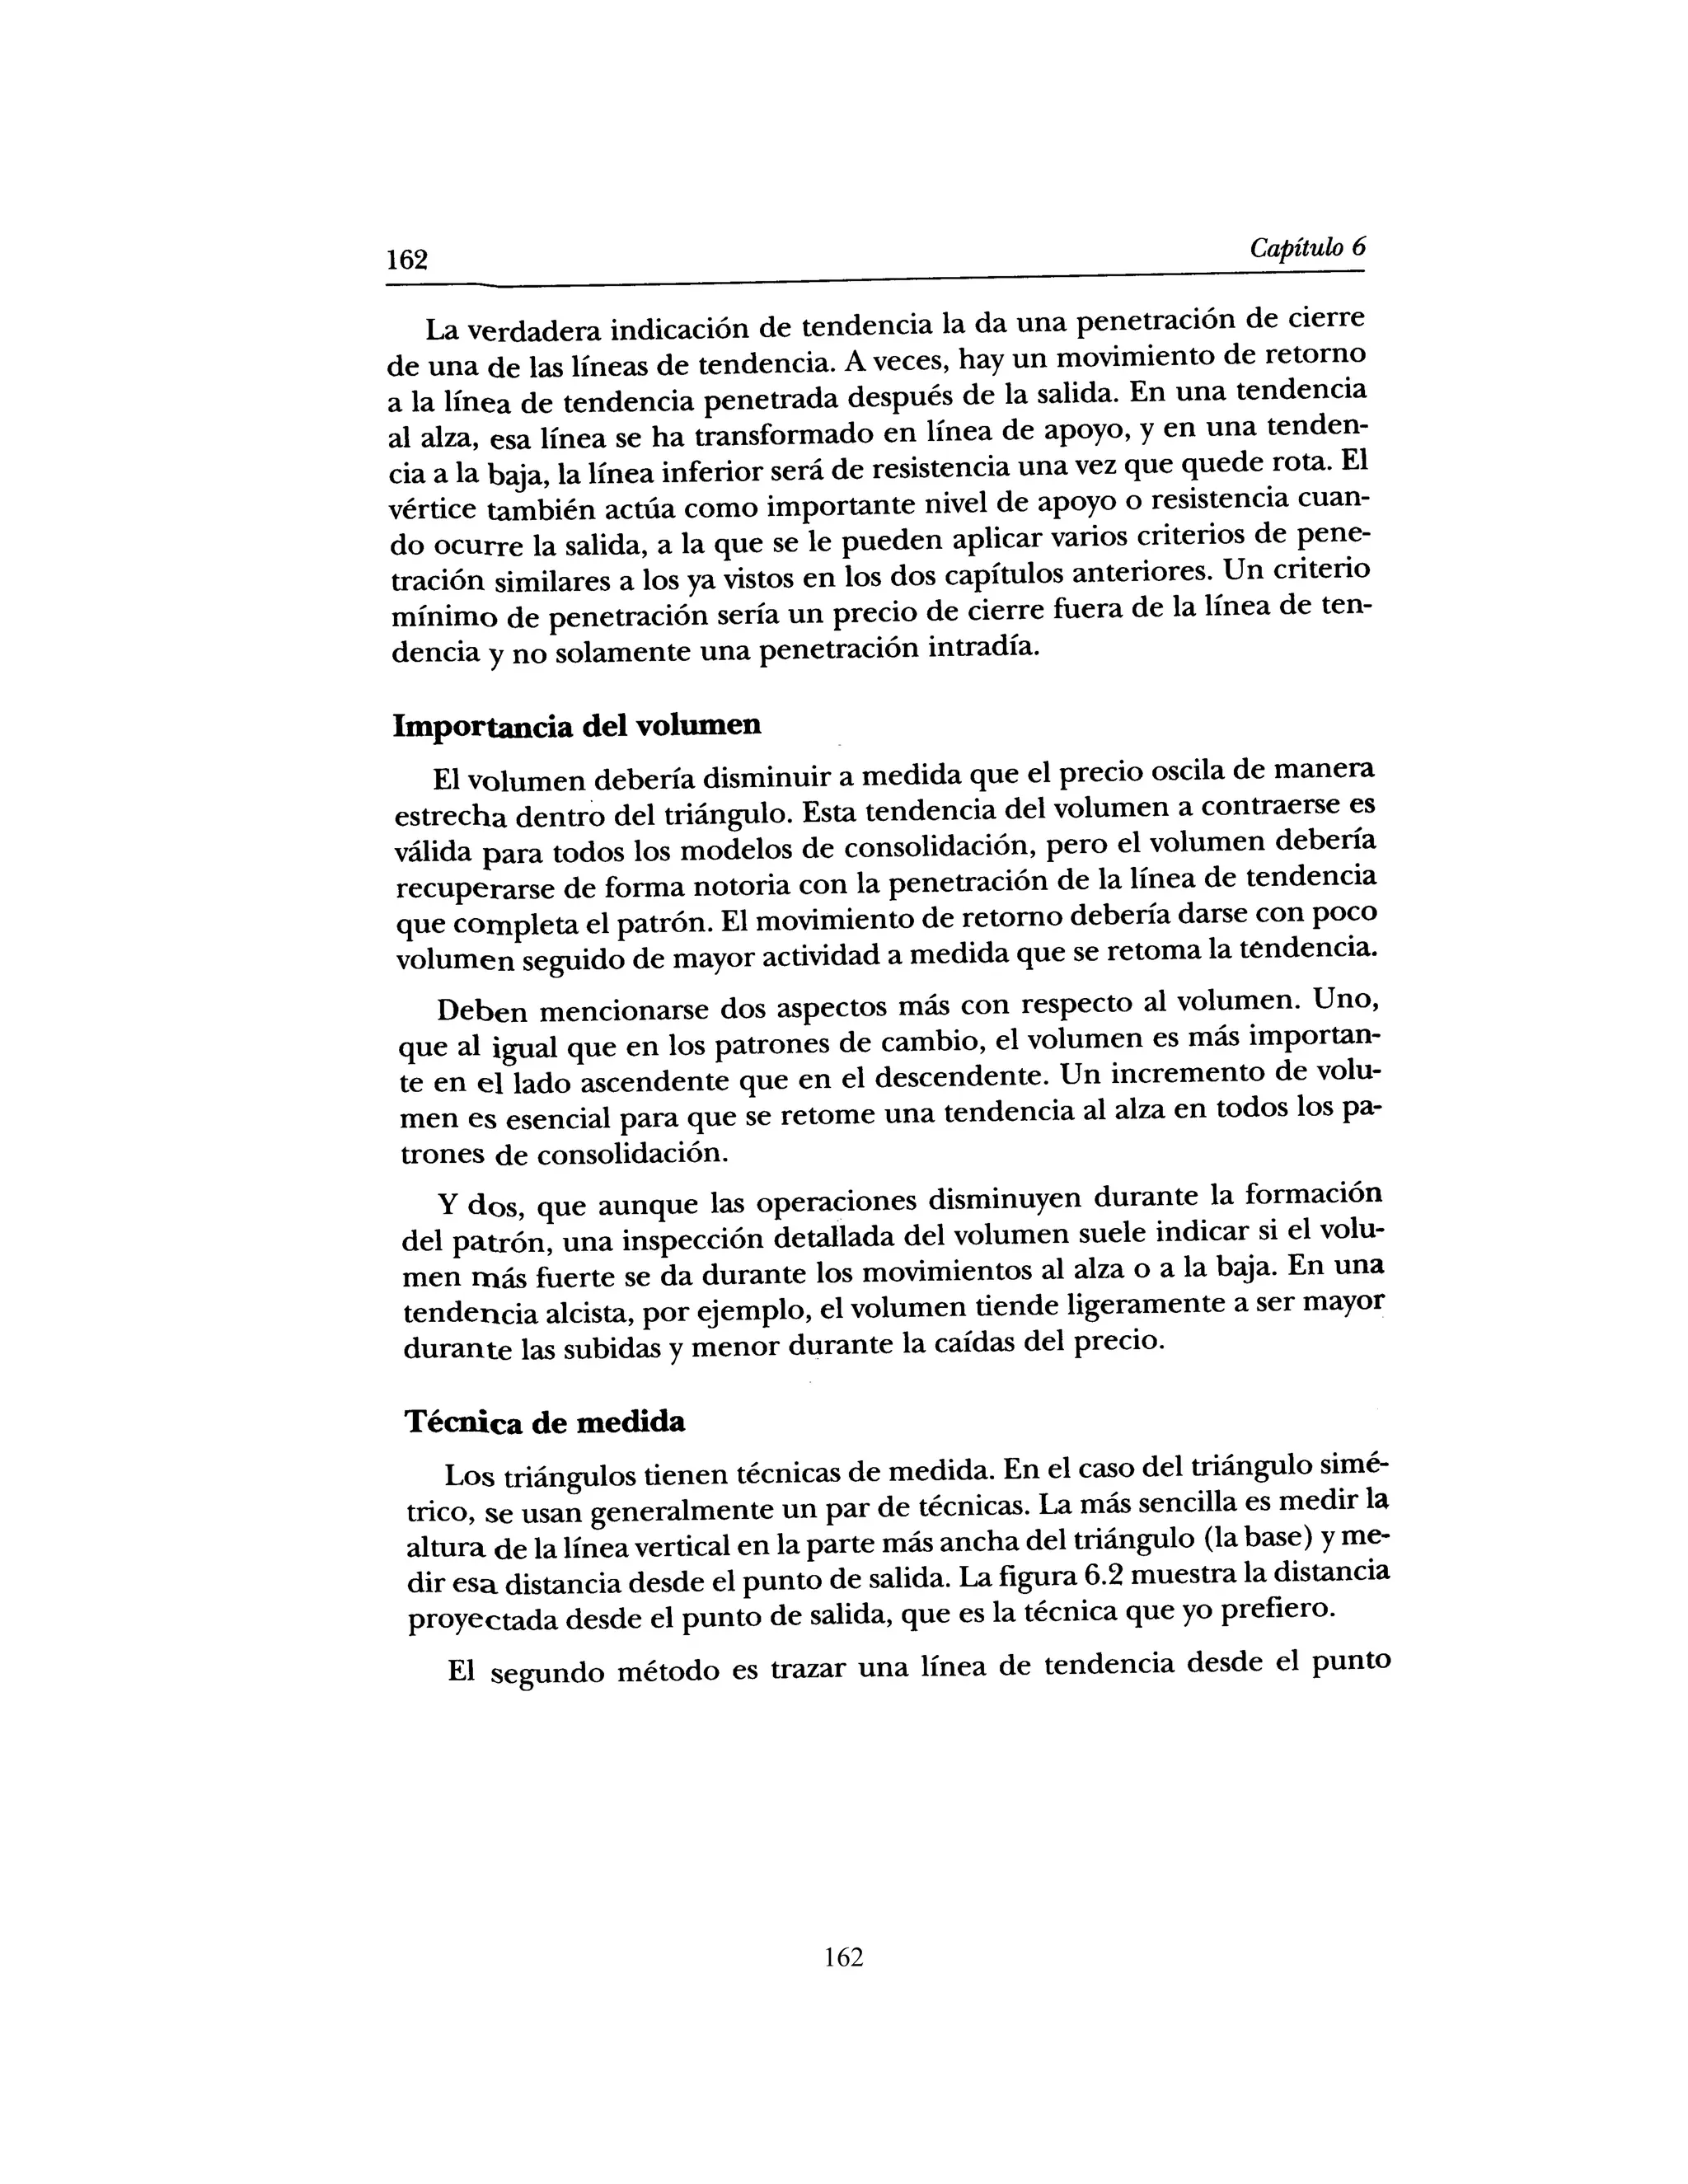 162
Capítulo 6
La verdadera indicación de tendencia la da una penetración de cierre
de una de las líneas de tendencia. A veces, hay un movimiento de retorno
a la línea de tendencia penetrada después de la salida. En una tendencia
al alza, esa línea se ha transformado en línea de apoyo, y en una tenden-
cia a la baja, la línea inferior será de resistencia una vez que quede rota. El
vértice también actúa como importante nivel de apoyo o resistencia cuan-
do ocurre la salida, a la que se le pueden aplicar varios criterios de pene-
tración similares a los ya vistos en los dos capítulos anteriores. Un criterio
mínimo de penetración sería un precio de cierre fuera de la línea de ten-
dencia y no solamente una penetración intradía.
Importancia del volumen
El volumen debería disminuir a medida que el precio oscila de manera
estrecha dentro del triángulo. Esta tendencia del volumen a contraerse es
válida para todos los modelos de consolidación, pero el volumen debería
recuperarse de forma notoria con la penetración de la línea de tendencia
que completa el patrón. El movimiento de retorno debería darse con poco
volumen seguido de mayor actividad a medida que se retoma la tendencia.
Deben mencionarse dos aspectos más con respecto al volumen. Uno,
que al igual que en los patrones de cambio, el volumen es más importan-
te en el lado ascendente que en el descendente. Un incremento de volu-
men es esencial para que se retome una tendencia al alza en todos los pa-
trones de consolidación.
Y dos, que aunque las operaciones disminuyen durante la formación
del patrón, una inspección detallada del volumen suele indicar si el volu-
men más fuerte se da durante los movimientos al alza o a la baja. En una
tendencia alcista, por ejemplo, el volumen tiende ligeramente a ser mayor
durante las subidas y menor durante la caídas del precio.
Técnica de medida
Los triángulos tienen técnicas de medida. En el caso del triángulo simé-
trico, se usan generalmente un par de técnicas. La más sencilla es medir la
altura de la línea vertical en la parte más ancha del triángulo (la base) y me-
dir esa distancia desde el punto de salida. La figura 6.2 muestra la distancia
proyectada desde el punto de salida, que es la técnica que yo prefiero.
El segundo método es trazar una línea de tendencia desde el punto
162